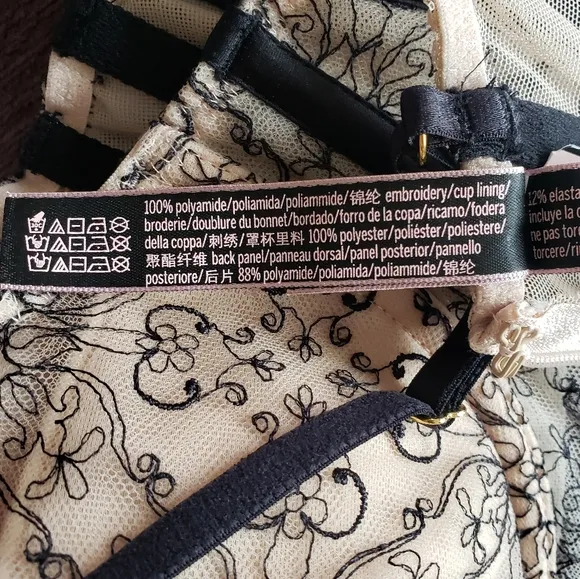 100% polyamide/poliamida/poliammide/锦纶 embroidery/cup lining/
broderie/doublure du bonnet/bordado/forro de la copa/ricamo/fodera
della coppa/刺绣/罩杯里料 100% polyester/poliéster/poliestere/
聚酯纤维 back panel/panneau dorsal/panel posterior/pannello
posteriore/后片 88% polyamide/poliamida/poliammide/锦纶
12% elasta
incluye la
ne pas tor
torcere/ri